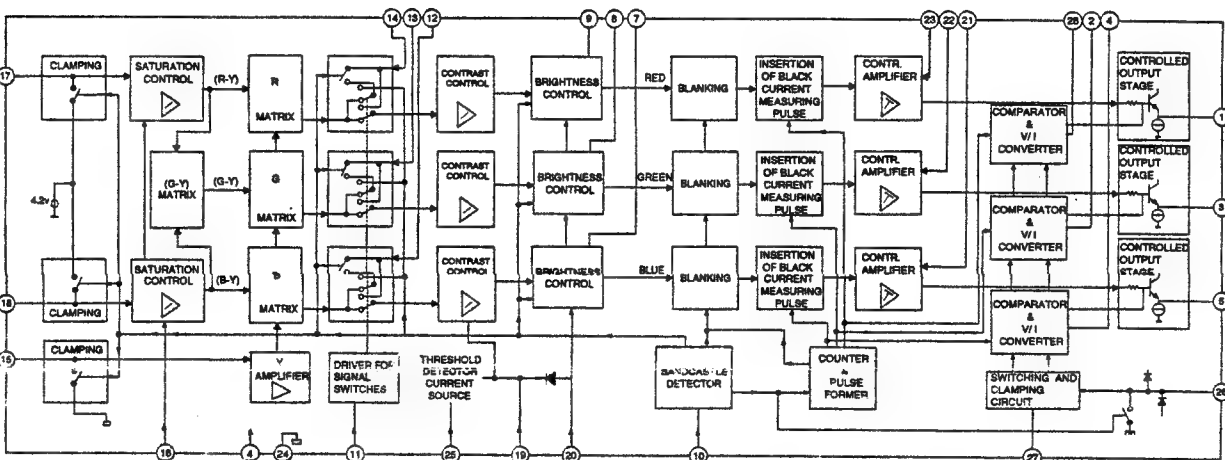 14 13 12 9 8 7 23 22 21 28 2 4
17
CLAMPING
SATURATION
CONTROL
(R-Y)
R
MATRIX
CONTRAST
CONTROL
BRIGHTNESS
CONTROL
RED
BLANKING
INSERTION
OF BLACK
CURRENT
MEASURING
PULSE
CONTR.
AMPLIFIER
CONTROLLED
OUTPUT
STAGE
1
COMPARATOR
&
V/I
CONVERTER
4.2v
(G-Y)
MATRIX
(G-Y)
G
MATRIX
CONTRAST
CONTROL
BRIGHTNESS
CONTROL
GREEN
BLANKING
INSERTION
OF BLACK
CURRENT
MEASURING
PULSE
CONTR.
AMPLIFIER
CONTROLLED
OUTPUT
STAGE
3
COMPARATOR
&
V/I
CONVERTER
18
CLAMPING
SATURATION
CONTROL
(B-Y)
MATRIX
CONTRAST
CONTROL
BRIGHTNESS
CONTROL
BLUE
BLANKING
INSERTION
OF BLACK
CURRENT
MEASURING
PULSE
CONTR.
AMPLIFIER
CONTROLLED
OUTPUT
STAGE
5
COMPARATOR
&
V/I
CONVERTER
15
CLAMPING
Y
AMPLIFIER
DRIVER FOR
SIGNAL
SWITCHES
THRESHOLD
DETECTOR
CURRENT
SOURCE
SANDCASTLE
DETECTOR
COUNTER
&
PULSE
FORMER
SWITCHING AND
CLAMPING
CIRCUIT
26
16 4 24 11 25 19 20 10 27